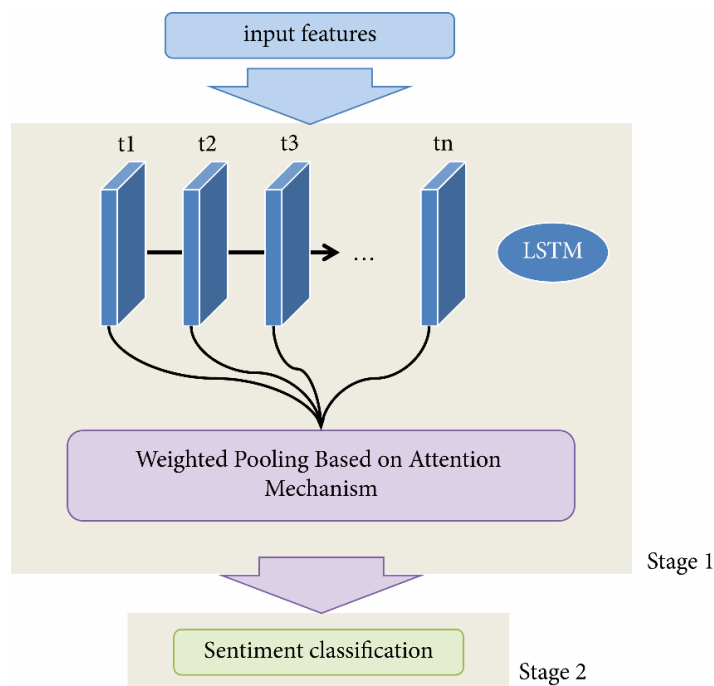 input features
t1 t2 t3 tn
... LSTM
Weighted Pooling Based on Attention
Mechanism
Stage 1
Sentiment classification
Stage 2